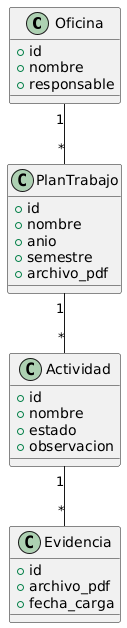 C Oficina
id
nombre
responsable
1
*
C PlanTrabajo
id
nombre
anio
semestre
archivo_pdf
1
*
C Actividad
id
nombre
estado
observacion
1
*
C Evidencia
id
archivo_pdf
fecha_carga